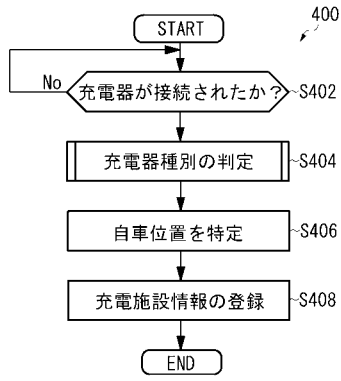 400
START
No
充電器が接続されたか?
S402
充電器種別の判定
S404
自車位置を特定
S406
充電施設情報の登録
S408
END